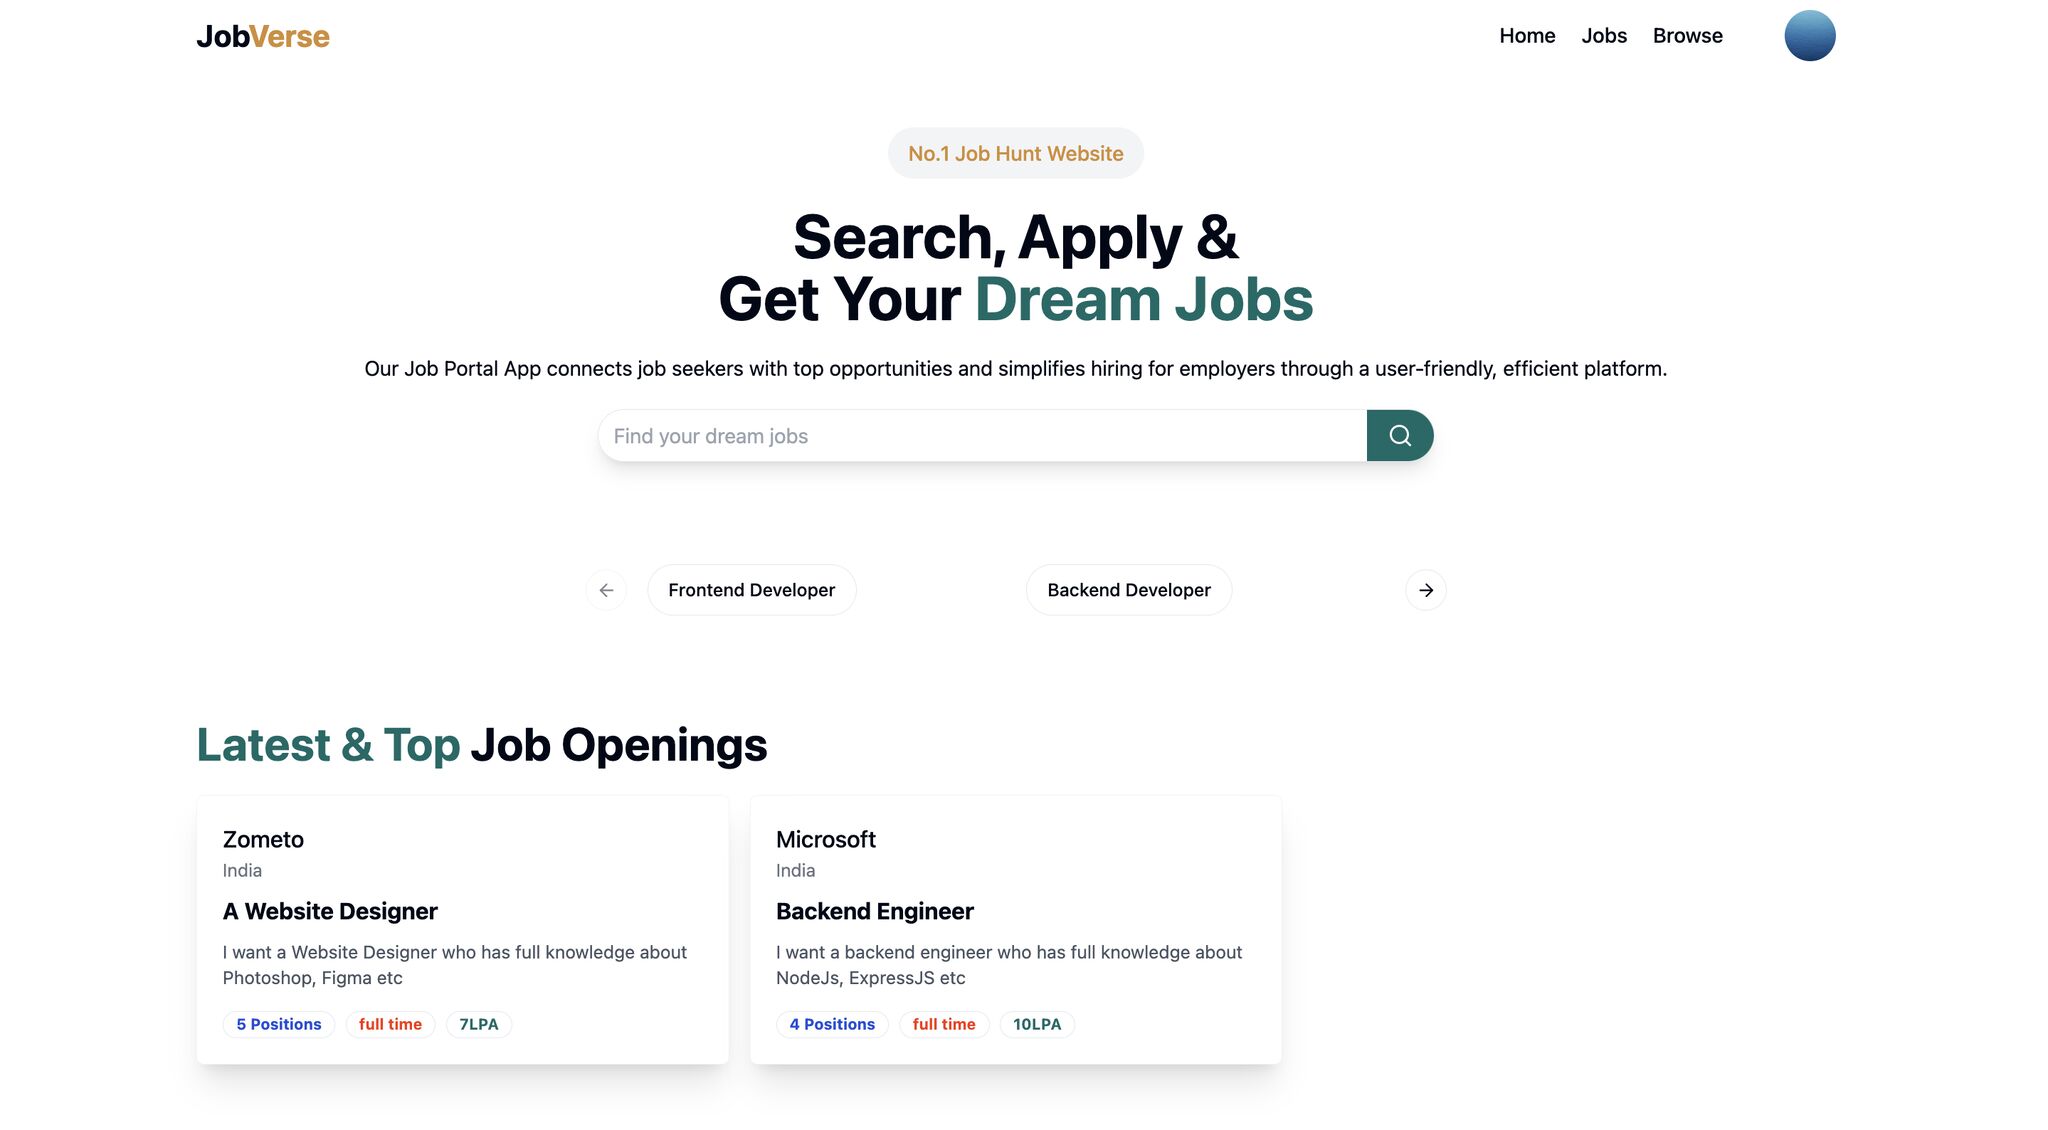 JobVerse
Home Jobs Browse
No.1 Job Hunt Website
Search, Apply &
Get Your Dream Jobs
Our Job Portal App connects job seekers with top opportunities and simplifies hiring for employers through a user-friendly, efficient platform.
Find your dream jobs
Frontend Developer Backend Developer
Latest & Top Job Openings
Zometo
India
A Website Designer
I want a Website Designer who has full knowledge about
Photoshop, Figma etc
5 Positions full time 7LPA
Microsoft
India
Backend Engineer
I want a backend engineer who has full knowledge about
NodeJs, ExpressJS etc
4 Positions full time 10LPA